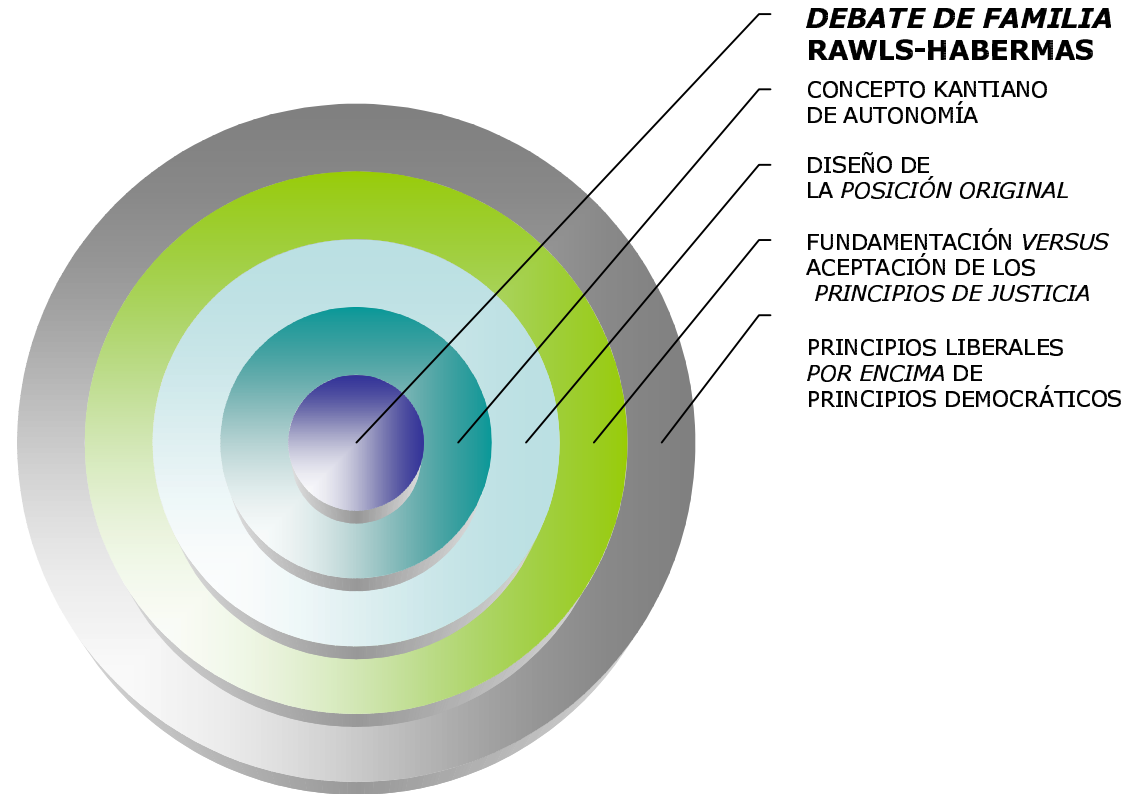 DEBATE DE FAMILIA
RAWLS-HABERMAS
CONCEPTO KANTIANO
DE AUTONOMÍA
DISEÑO DE
LA POSICIÓN ORIGINAL
FUNDAMENTACIÓN VERSUS
ACEPTACIÓN DE LOS
PRINCIPIOS DE JUSTICIA
PRINCIPIOS LIBERALES
POR ENCIMA DE
PRINCIPIOS DEMOCRÁTICOS